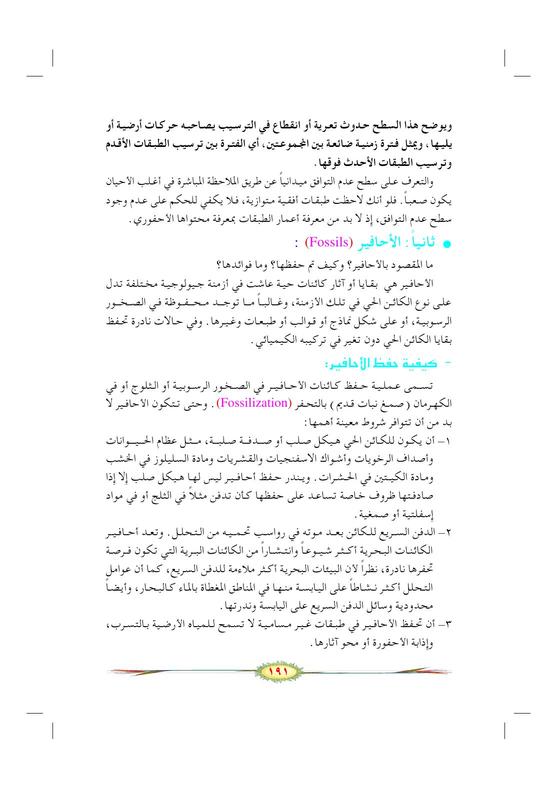 ويوضح هذا السطح حدوث تعرية أو انقطاع في الترسيب يصاحبه حركات أرضية أو
يليها، ويمثل فترة زمنية ضائعة بين المجموعتين، أي الفترة بين ترسيب الطبقات الأقدم
وترسيب الطبقات الأحدث فوقها.
والتعرف على سطح عدم التوافق ميدانياً عن طريق الملاحظة المباشرة في أغلب الأحيان
يكون صعباً. فلو أنك لاحظت طبقات أفقية متوازية، فلا يكفي للحكم على عدم وجود
سطح عدم التوافق، إذ لا بد من معرفة أعمار الطبقات بمعرفة محتواها الأحفوري.
● ثانياً: الأحافير (Fossils) :
ما المقصود بالأحافير؟ وكيف تم حفظها؟ وما فوائدها؟
الأحافير هي بقايا أو آثار كائنات حية عاشت في أزمنة جيولوجية مختلفة تدل
على نوع الكائن الحي في تلك الأزمنة، وغالباً ما توجد محفوظة في الصخور
الرسوبية، أو على شكل نماذج أو قوالب أو طبعات وغيرها. وفي حالات نادرة تحفظ
بقايا الكائن الحي دون تغير في تركيبه الكيميائي.
- كيفية حفظ الأحافير:
تسمى عملية حفظ كائنات الأحافير في الصخور الرسوبية أو الثلوج أو في
الكهرمان (صمغ نبات قديم) بالتحفر (Fossilization). وحتى تتكون الأحافير لا
بد من أن تتوافر شروط معينة أهمها:
١– أن يكون للكائن الحي هيكل صلب أو صدفة صلبة، مثل عظام الحيوانات
وأصداف الرخويات وأشواك الاسفنجيات والقشريات ومادة السليلوز في الخشب
ومادة الكيتين في الحشرات. ويندر حفظ أحافير ليس لها هيكل صلب إلا إذا
صادفتها ظروف خاصة تساعد على حفظها كأن تدفن مثلاً في الثلج أو في مواد
إسفلتية أو صمغية.
٢– الدفن السريع للكائن بعد موته في رواسب تحميه من التحلل. وتعد أحافير
الكائنات البحرية أكثر شيوعاً وانتشاراً من الكائنات البرية التي تكون فرصة
تحفرها نادرة، نظراً لأن البيئات البحرية أكثر ملاءمة للدفن السريع، كما أن عوامل
التحلل أكثر نشاطاً على اليابسة منها في المناطق المغطاة بالماء كالبحار، وأيضاً
محدودية وسائل الدفن السريع على اليابسة وندرتها.
٣– أن تحفظ الأحافير في طبقات غير مسامية لا تسمح للمياه الأرضية بالتسرب،
وإذابة الأحفورة أو محو آثارها.
١٩١